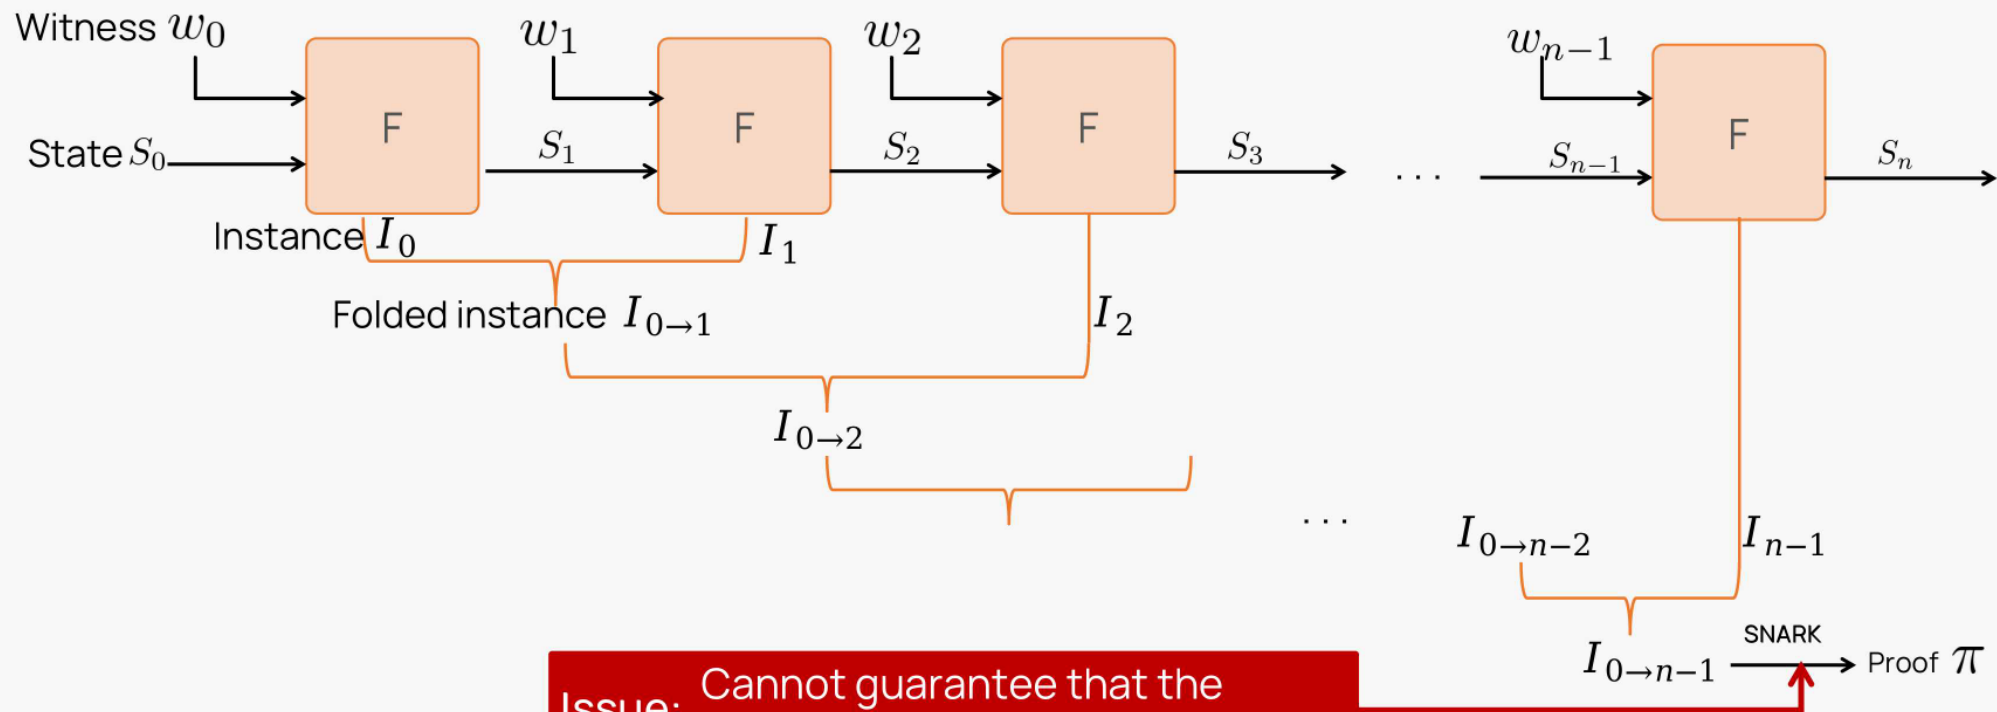 Witness w₀ w₁ w₂ wₙ₋₁
F F F F
State S₀ S₁ S₂ S₃ ... Sₙ₋₁ Sₙ
Instance I₀ I₁
Folded instance I₀→₁ I₂
I₀→₂
... I₀→ₙ₋₂ Iₙ₋₁
SNARK
I₀→ₙ₋₁ Proof π
Cannot guarantee that the
Issue: